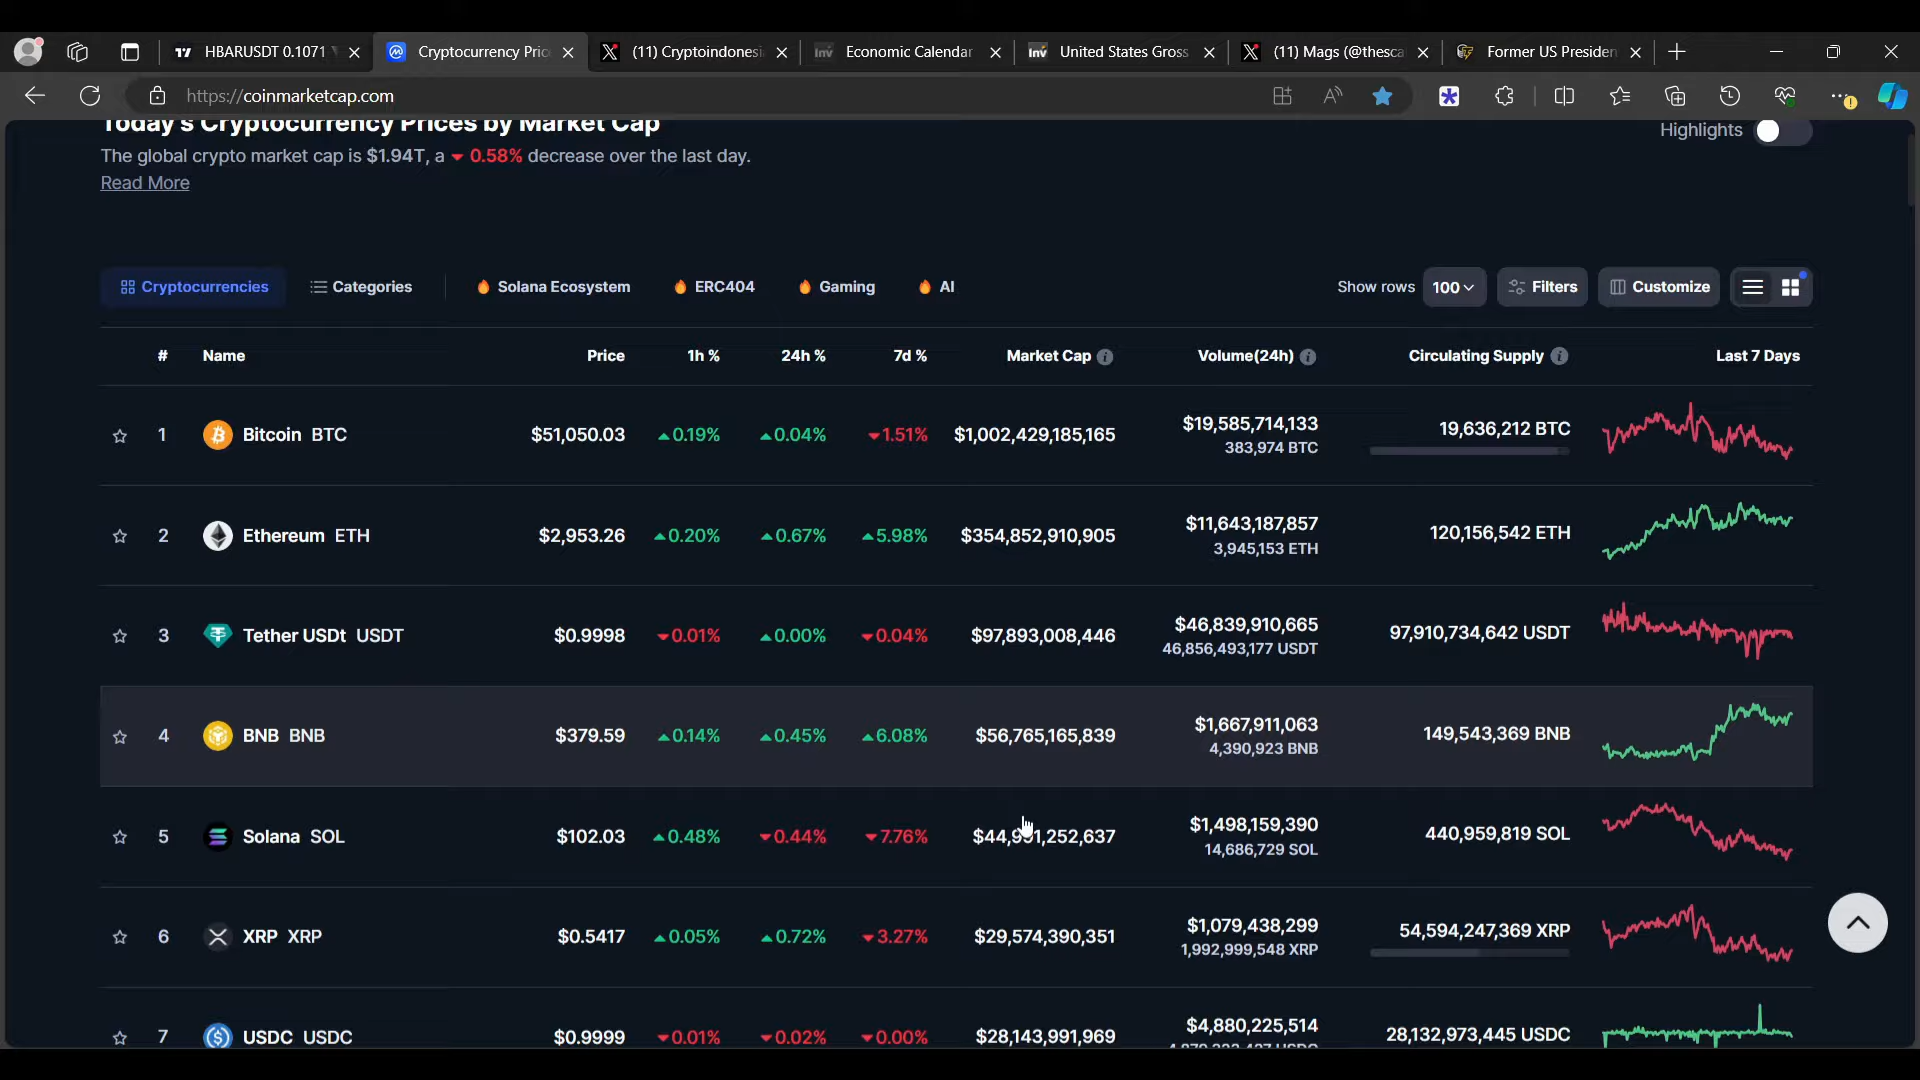 HBARUSDT 0.1071
Cryptocurrency Pric
(11) Cryptoindonesi
Economic Calendar
United States Gross
(11) Mags (@thesca
Former US Presiden
https://coinmarketcap.com
Today's Cryptocurrency Prices by Market Cap
Highlights
The global crypto market cap is $1.94T, a 0.58% decrease over the last day.
Read More
Cryptocurrencies Categories Solana Ecosystem ERC404 Gaming AI Show rows 100 Filters Customize
# Name Price 1h % 24h % 7d % Market Cap Volume(24h) Circulating Supply Last 7 Days
1 Bitcoin BTC $51,050.03 0.19% 0.04% 1.51% $1,002,429,185,165 $19,585,714,133 19,636,212 BTC
383,974 BTC
2 Ethereum ETH $2,953.26 0.20% 0.67% 5.98% $354,852,910,905 $11,643,187,857 120,156,542 ETH
3,945,153 ETH
3 Tether USDt USDT $0.9998 0.01% 0.00% 0.04% $97,893,008,446 $46,839,910,665 97,910,734,642 USDT
46,856,493,177 USDT
4 BNB BNB $379.59 0.14% 0.45% 6.08% $56,765,165,839 $1,667,911,063 149,543,369 BNB
4,390,923 BNB
5 Solana SOL $102.03 0.48% 0.44% 7.76% $44,991,252,637 $1,498,159,390 440,959,819 SOL
14,686,729 SOL
6 XRP XRP $0.5417 0.05% 0.72% 3.27% $29,574,390,351 $1,079,438,299 54,594,247,369 XRP
1,992,999,548 XRP
7 USDC USDC $0.9999 0.01% 0.02% 0.00% $28,143,991,969 $4,880,225,514 28,132,973,445 USDC